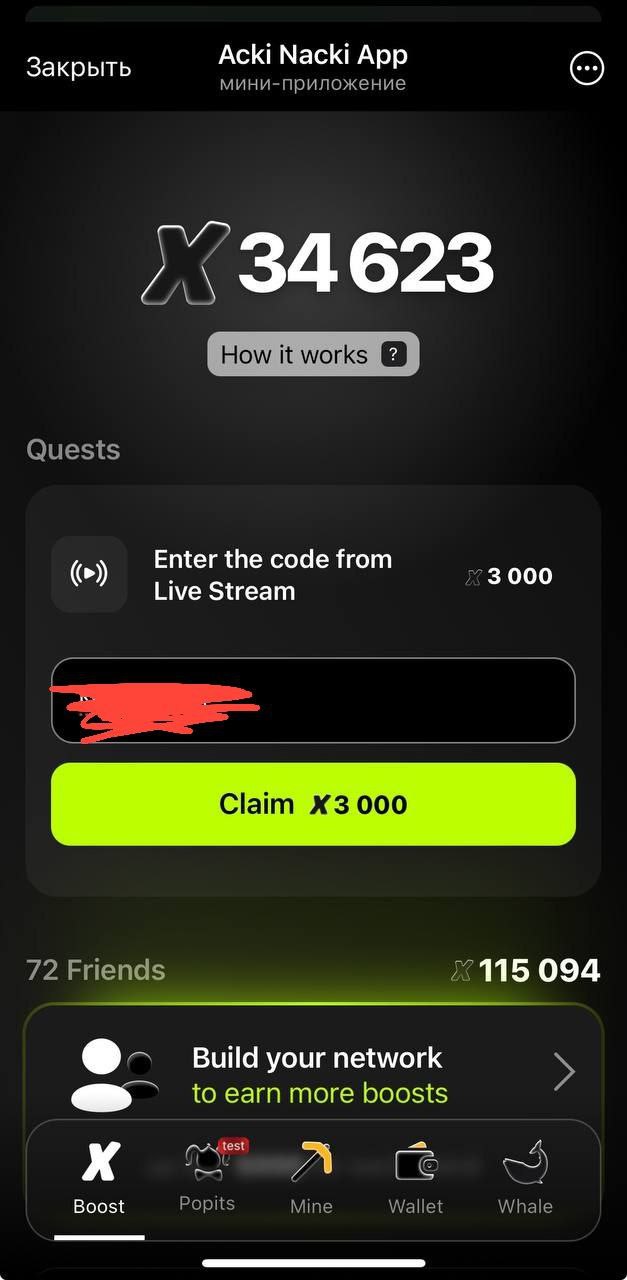 Закрыть
Acki Nacki App
мини-приложение
X 34 623
How it works ?
Quests
Enter the code from
Live Stream
X 3 000
Claim X 3 000
72 Friends
X 115 094
Build your network
to earn more boosts
test
Boost
Popits
Mine
Wallet
Whale